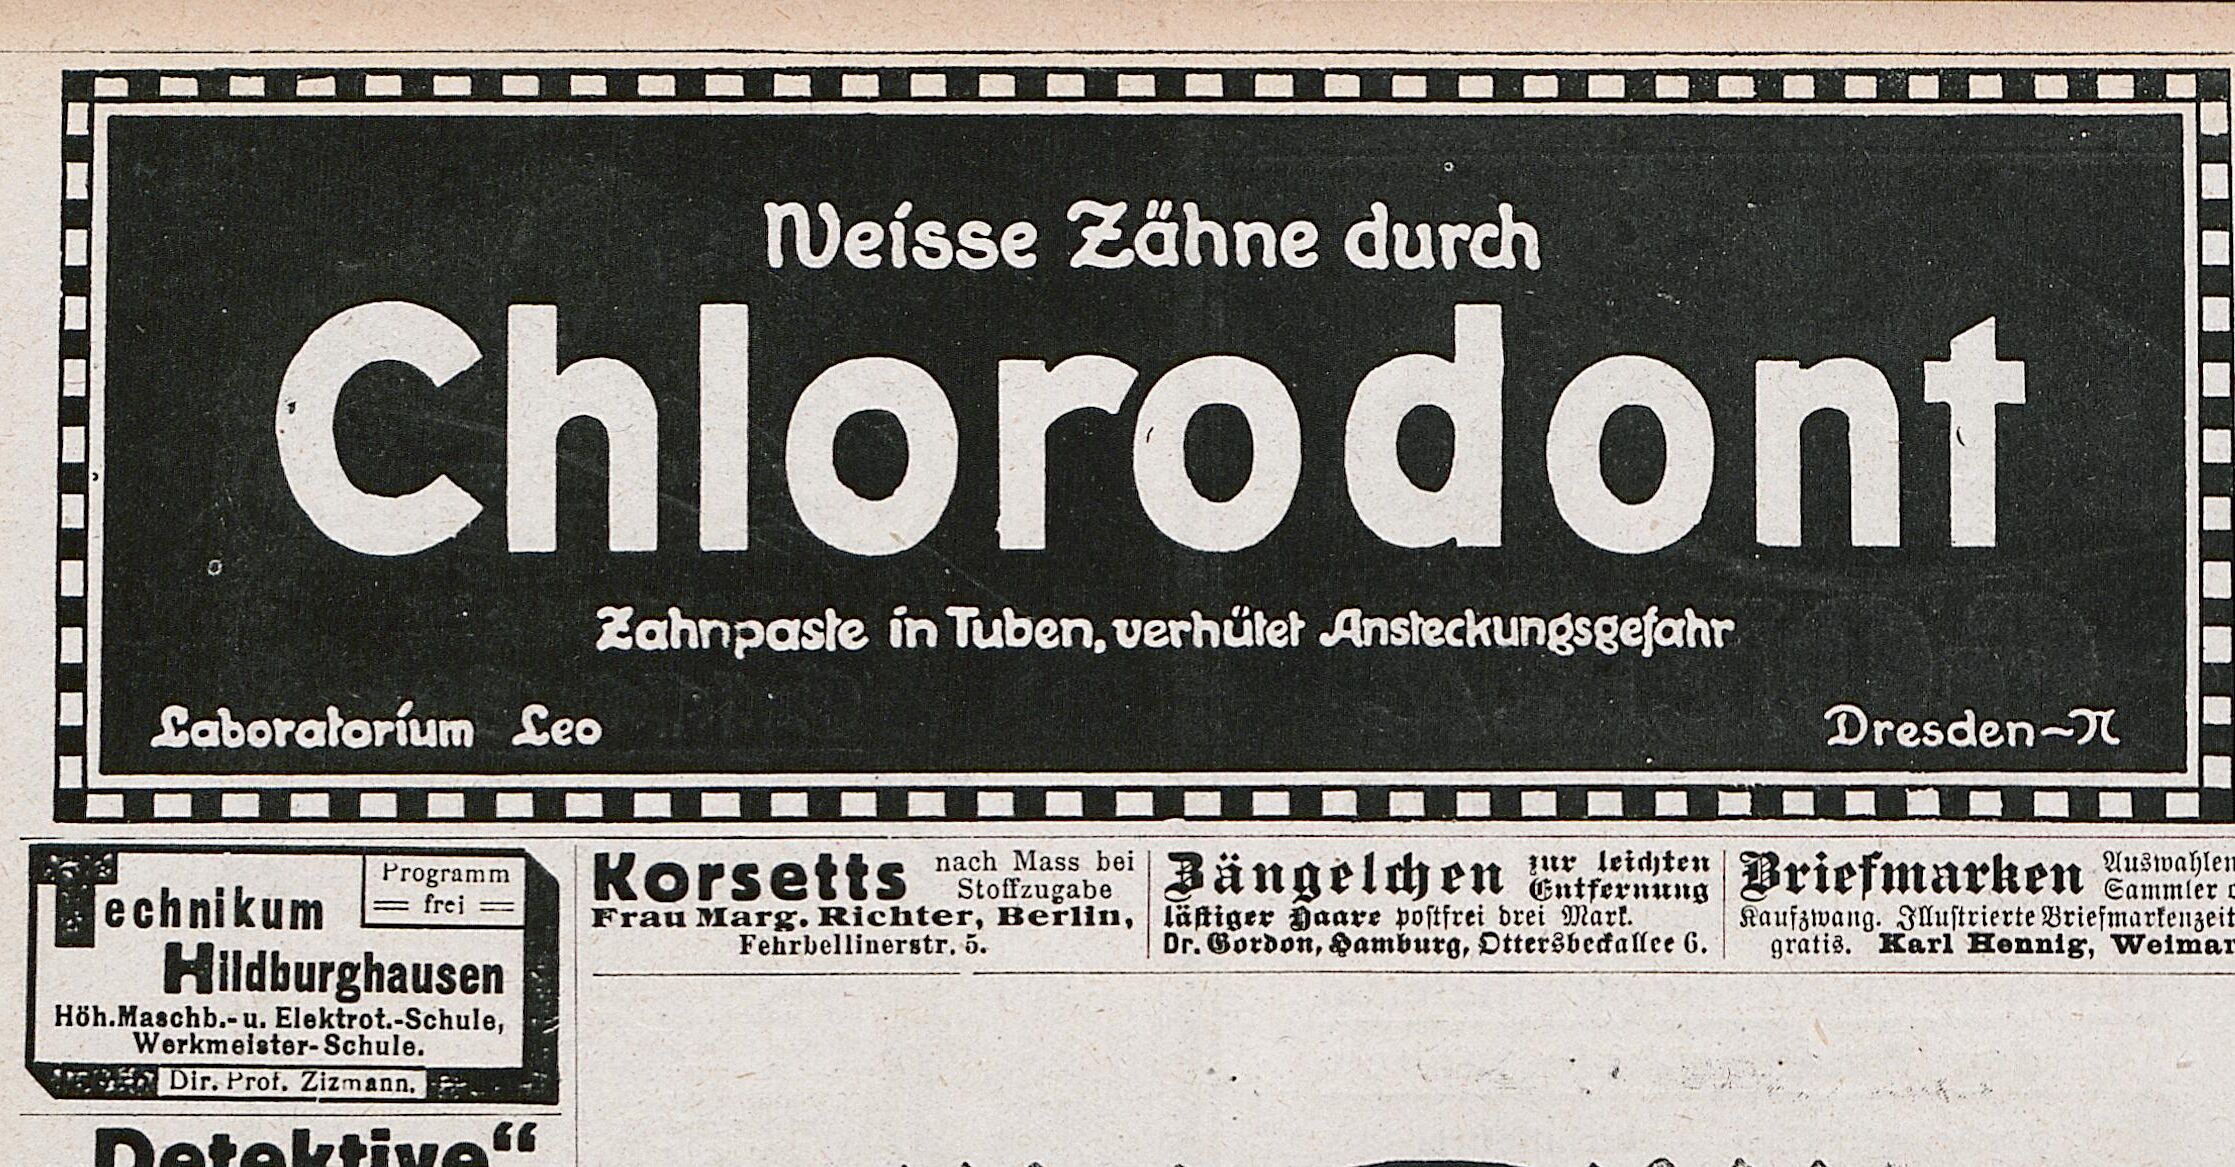 Weisse Zähne durch
Chlorodont
Zahnpaste in Tuben, verhütet Ansteckungsgefahr
Laboratorium Leo
Dresden-N
Programm
frei
Technikum
Hildburghausen
Höh. Maschb.- u. Elektrot.-Schule,
Werkmeister-Schule.
Dir. Prof. Zizmann.
Detektive“
Korsetts nach Mass bei
Stoffzugabe
Frau Marg. Richter, Berlin,
Fehrbellinerstr. 5.
Zängelchen zur leichten
Entfernung
lästiger Haare postfrei drei Mark.
Dr. Gordon, Hamburg, Ottersbeckallee 6.
Briefmarken Auswahlen
Sammler
Kaufzwang. Illustrierte Briefmarkenzeit
gratis. Karl Hennig, Weimar